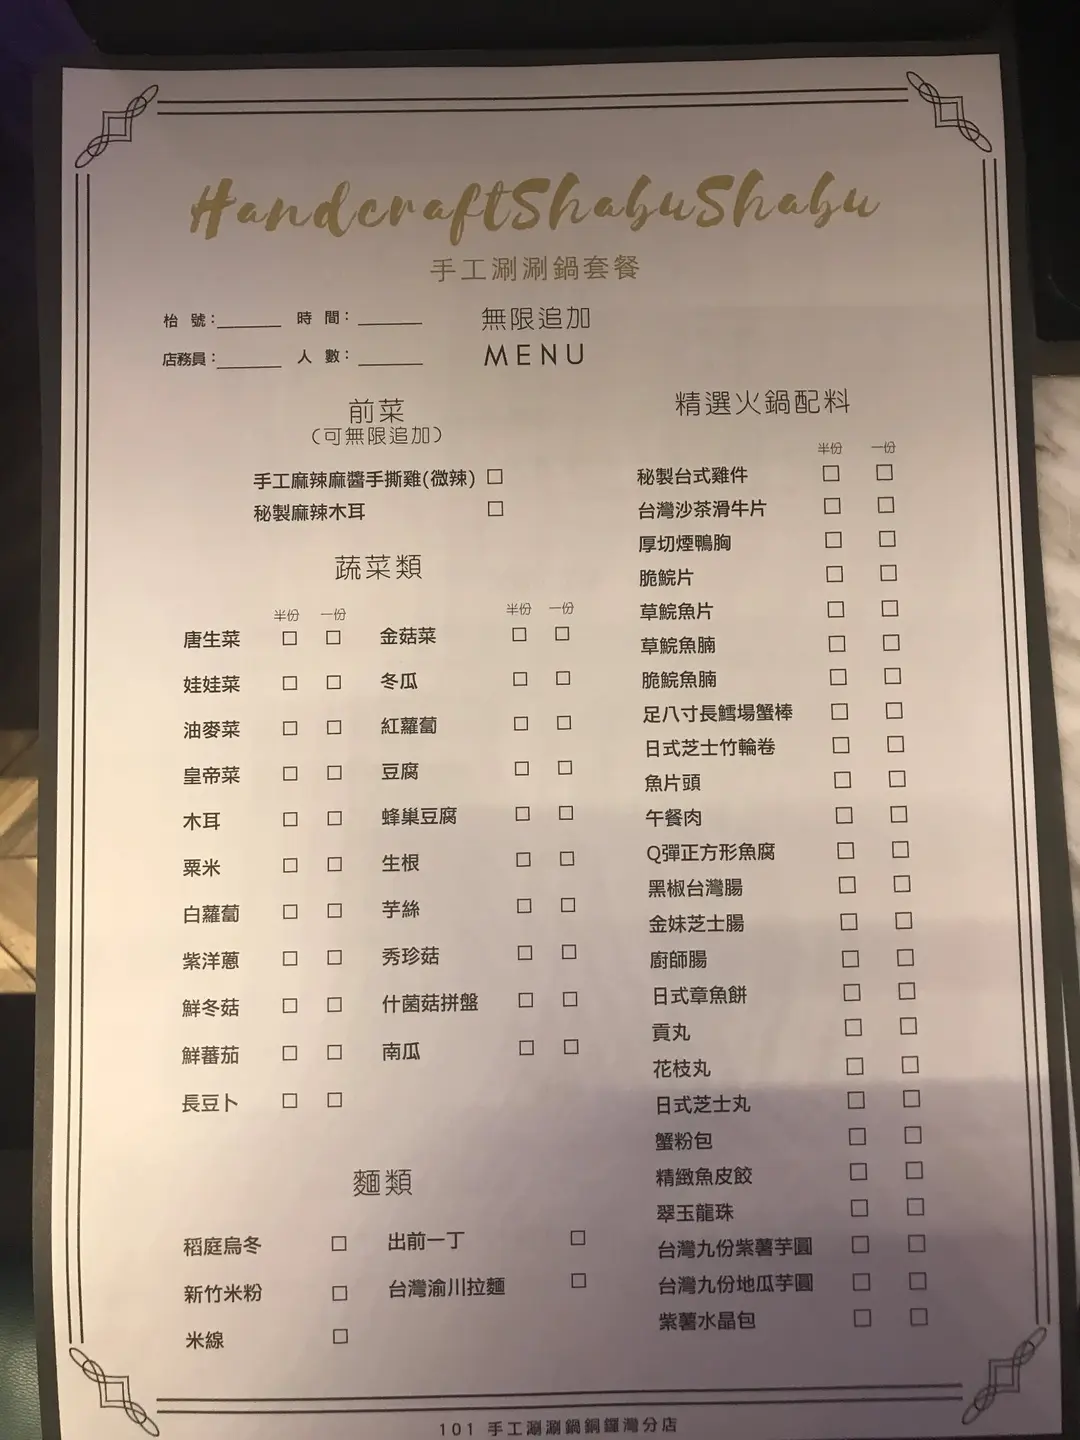 HandcraftShabuShabu
手工涮涮鍋套餐
枱 號：______ 時 間：______
店務員：______ 人 數：______
無限追加
MENU
前菜
（可無限追加）
手工麻辣麻醬手撕雞(微辣) □
秘製麻辣木耳 □
蔬菜類
半份 一份 半份 一份
唐生菜 □ □ 金菇菜 □ □
娃娃菜 □ □ 冬瓜 □ □
油麥菜 □ □ 紅蘿蔔 □ □
皇帝菜 □ □ 豆腐 □ □
木耳 □ □ 蜂巢豆腐 □ □
粟米 □ □ 生根 □ □
白蘿蔔 □ □ 芋絲 □ □
紫洋蔥 □ □ 秀珍菇 □ □
鮮冬菇 □ □ 什菌菇拼盤 □ □
鮮蕃茄 □ □ 南瓜 □ □
長豆卜 □ □
麵類
稻庭烏冬 □ 出前一丁 □
新竹米粉 □ 台灣渝川拉麵 □
米線 □
精選火鍋配料
半份 一份
秘製台式雞件 □ □
台灣沙茶滑牛片 □ □
厚切煙鴨胸 □ □
脆鯇片 □ □
草鯇魚片 □ □
草鯇魚腩 □ □
脆鯇魚腩 □ □
足八寸長鱈場蟹棒 □ □
日式芝士竹輪卷 □ □
魚片頭 □ □
午餐肉 □ □
Q彈正方形魚腐 □ □
黑椒台灣腸 □ □
金妹芝士腸 □ □
廚師腸 □ □
日式章魚餅 □ □
貢丸 □ □
花枝丸 □ □
日式芝士丸 □ □
蟹粉包 □ □
精緻魚皮餃 □ □
翠玉龍珠 □ □
台灣九份紫薯芋圓 □ □
台灣九份地瓜芋圓 □ □
紫薯水晶包 □ □
101 手工涮涮鍋銅鑼灣分店